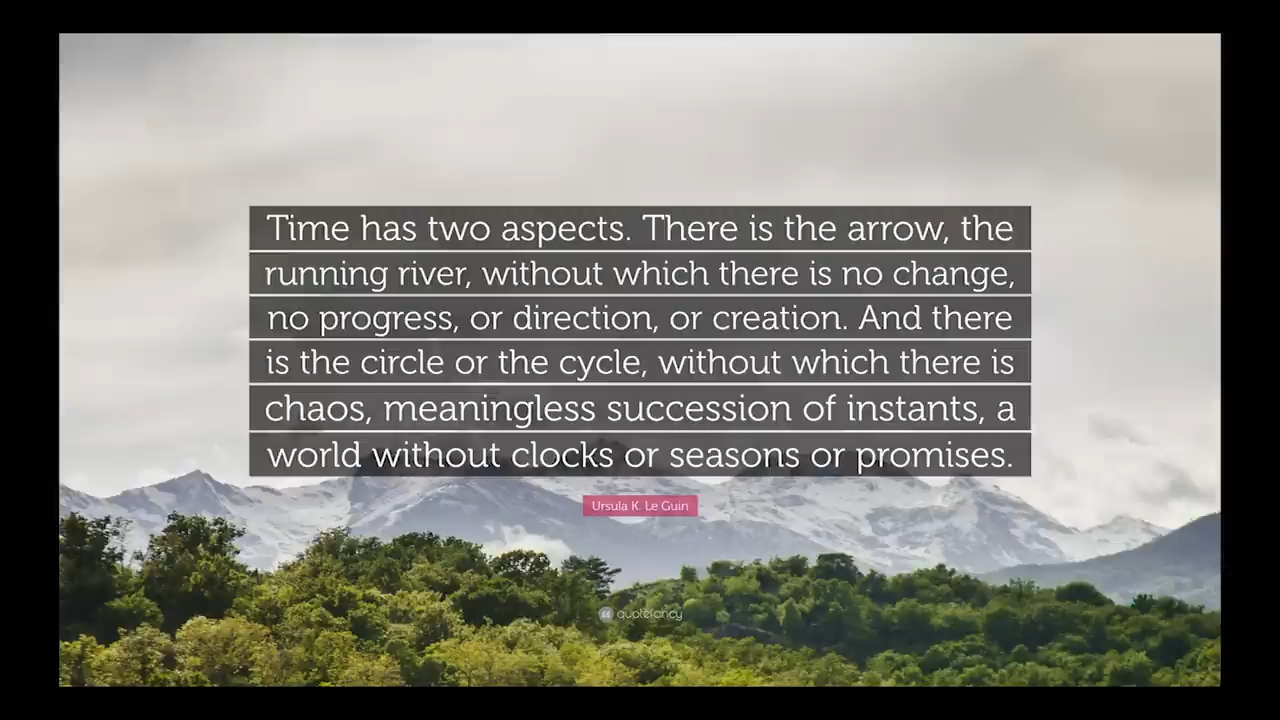 Time has two aspects. There is the arrow, the
running river, without which there is no change,
no progress, or direction, or creation. And there
is the circle or the cycle, without which there is
chaos, meaningless succession of instants, a
world without clocks or seasons or promises.
Ursula K. Le Guin
quotefancy